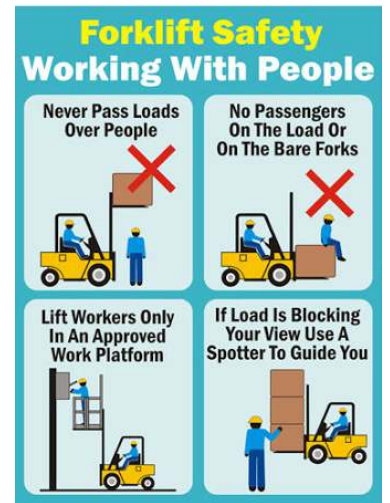 Forklift Safety
Working With People
Never Pass Loads
Over People
No Passengers
On The Load Or
On The Bare Forks
Lift Workers Only
In An Approved
Work Platform
If Load Is Blocking
Your View Use A
Spotter To Guide You